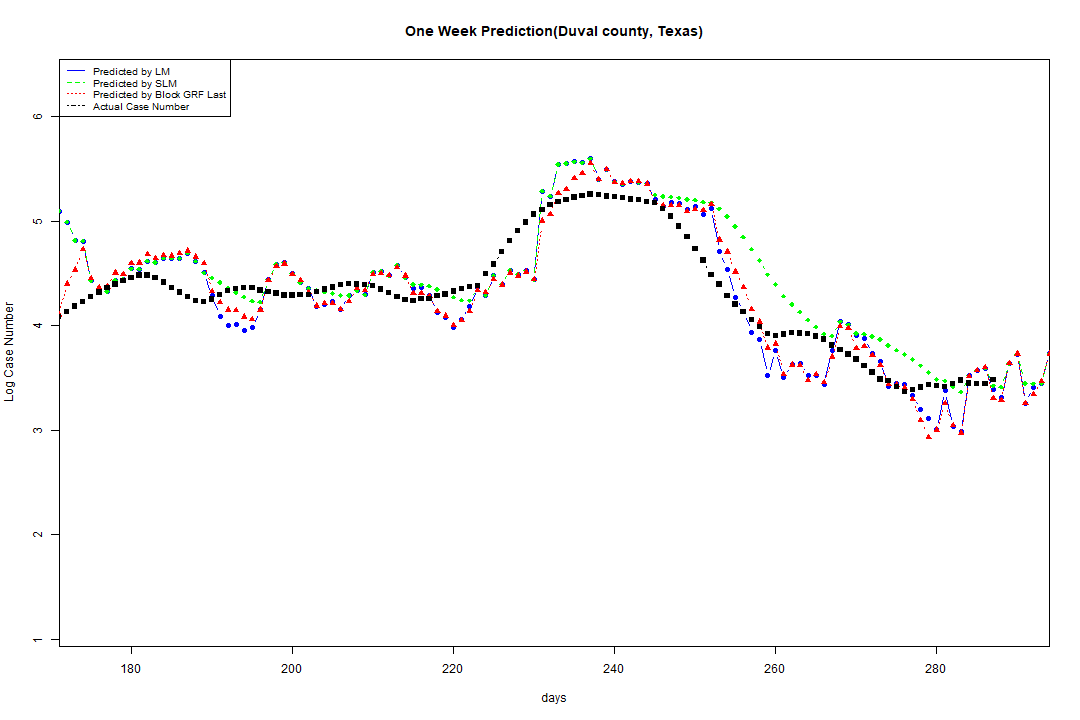 One Week Prediction(Duval county, Texas)
Predicted by LM
Predicted by SLM
Predicted by Block GRF Last
Actual Case Number
6
5
4
3
2
1
Log Case Number
180 200 220 240 260 280
days